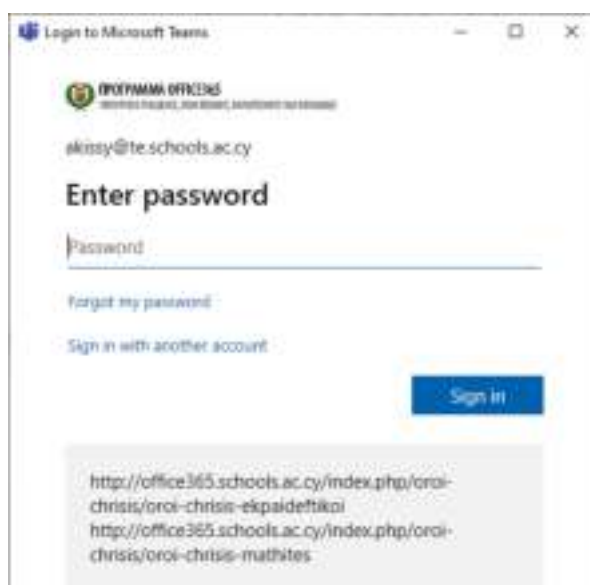 Login to Microsoft Teams
ΠΡΟΓΡΑΜΜΑ OFFICE365
akissy@te.schools.ac.cy
Enter password
Password
Forgot my password
Sign in with another account
Sign in
http://office365.schools.ac.cy/index.php/oroi-
chrisis/oroi-chrisis-ekpaideftikoi
http://office365.schools.ac.cy/index.php/oroi-
chrisis/oroi-chrisis-mathites